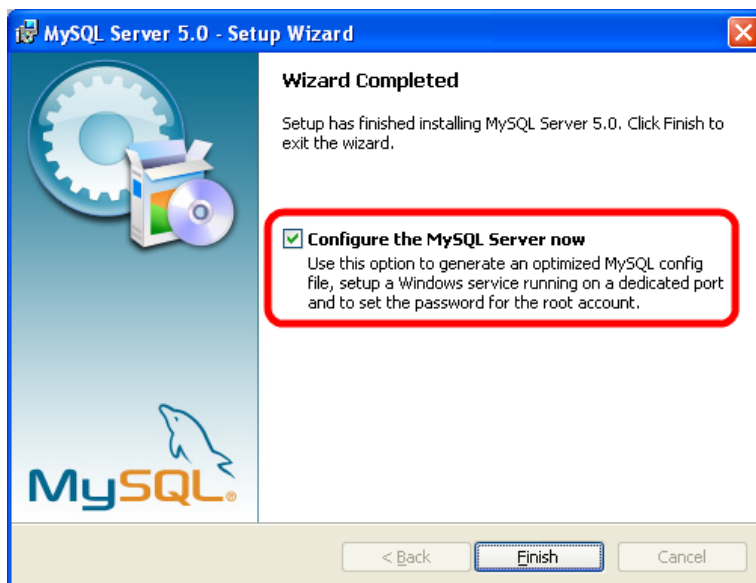 MySQL Server 5.0 - Setup Wizard
Wizard Completed
Setup has finished installing MySQL Server 5.0. Click Finish to
exit the wizard.
Configure the MySQL Server now
Use this option to generate an optimized MySQL config
file, setup a Windows service running on a dedicated port
and to set the password for the root account.
MySQL®
< Back
Finish
Cancel